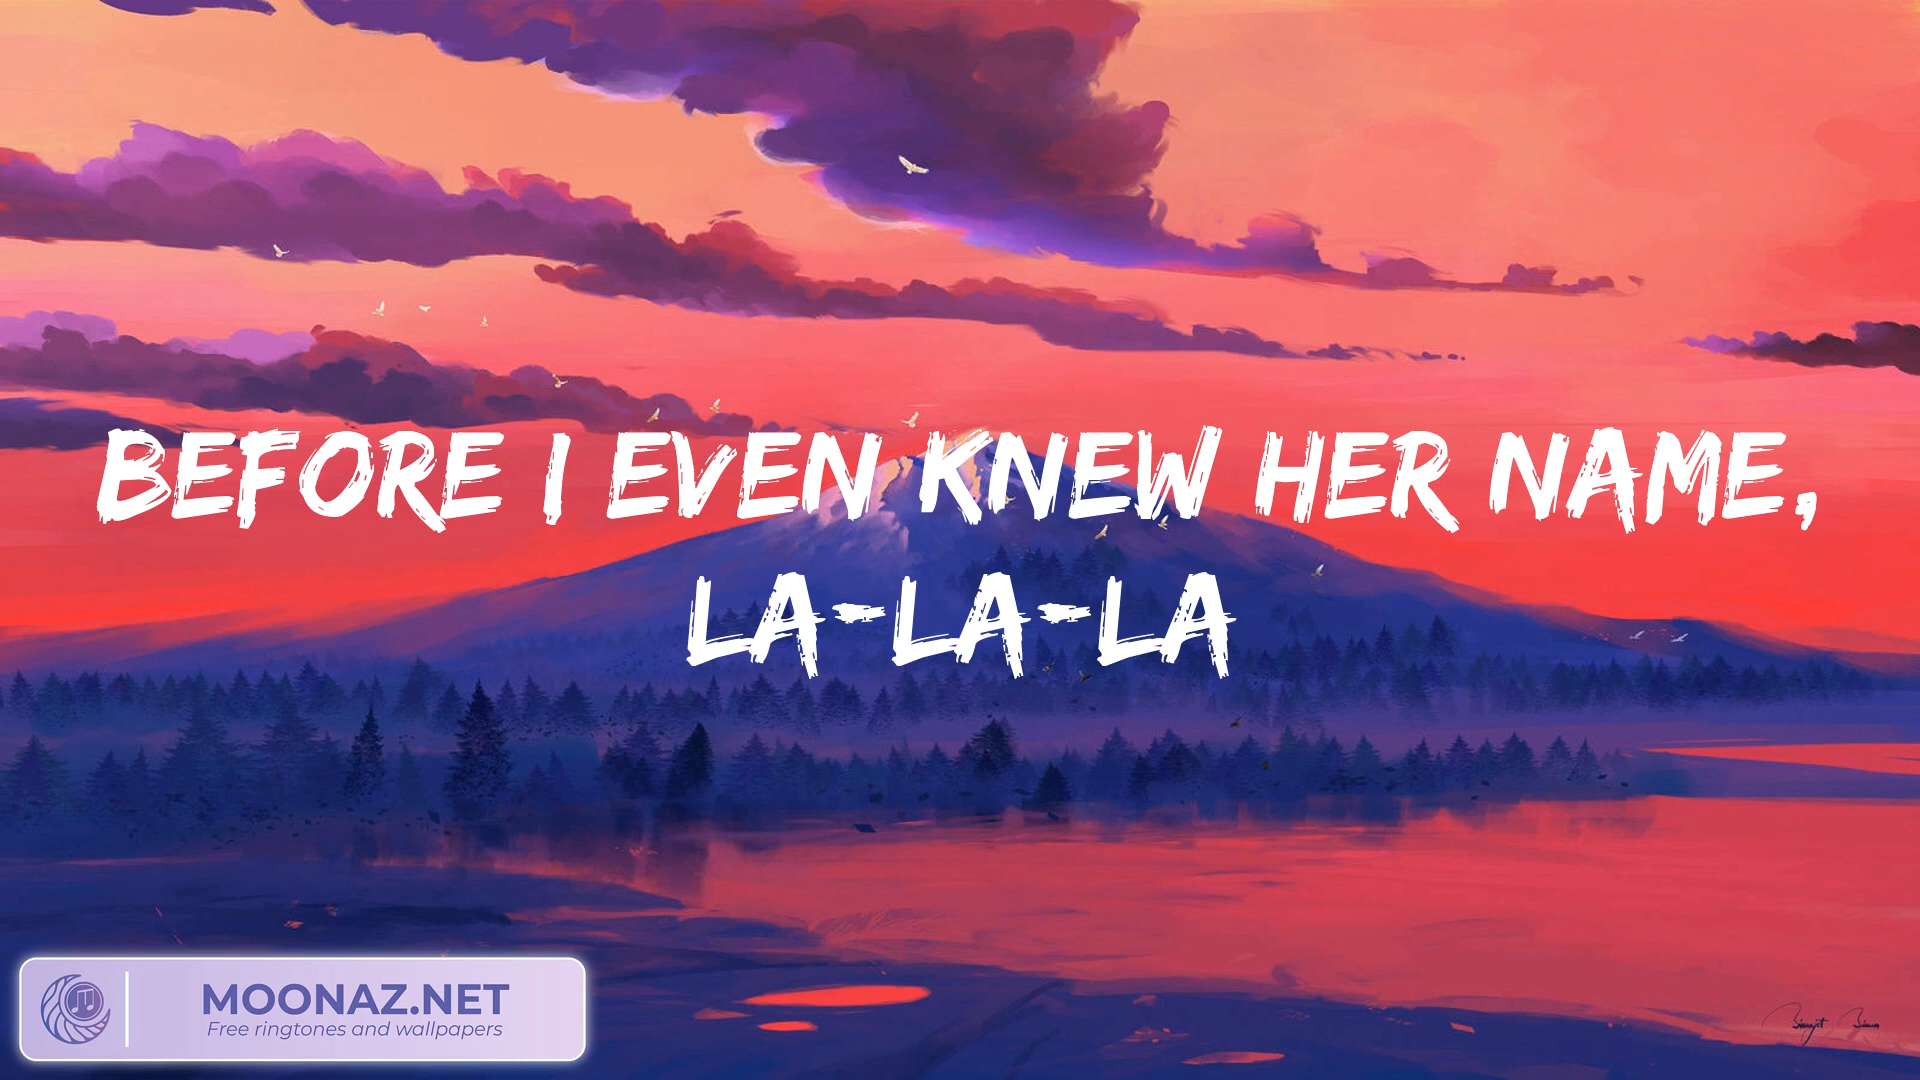 BEFORE I EVEN KNEW HER NAME,
LA-LA-LA
MOONAZ.NET
Free ringtones and wallpapers